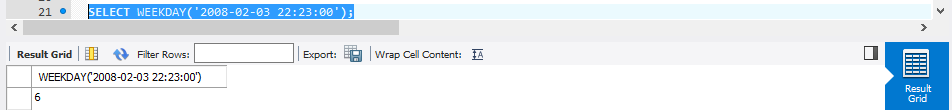 21 SELECT WEEKDAY('2008-02-03 22:23:00');
Result Grid Filter Rows: Export: Wrap Cell Content: IA
WEEKDAY('2008-02-03 22:23:00')
6
Result
Grid